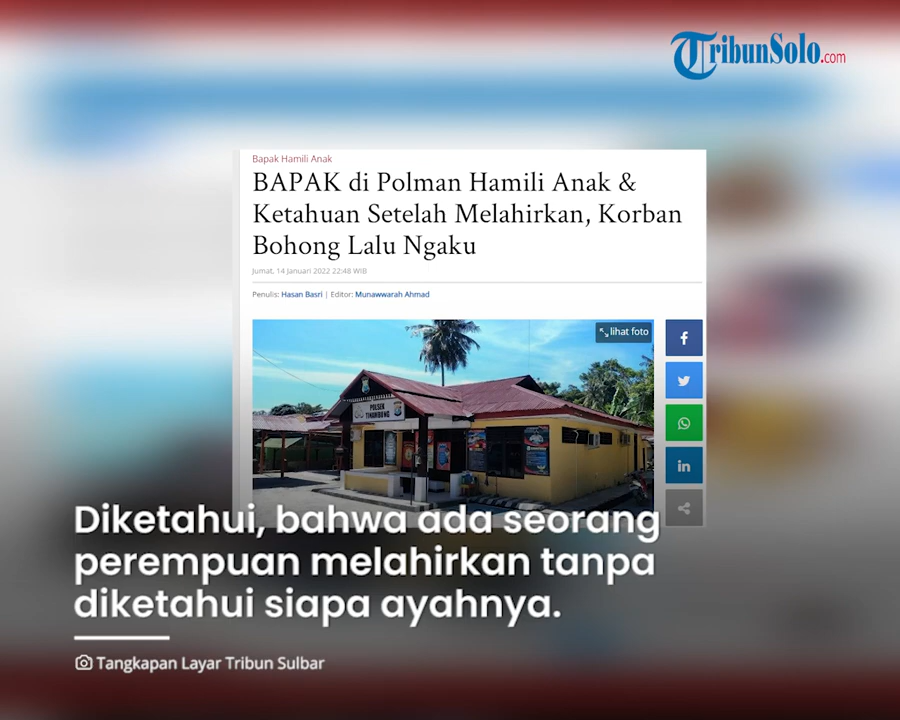 TribunSolo.com
Bapak Hamili Anak
BAPAK di Polman Hamili Anak &
Ketahuan Setelah Melahirkan, Korban
Bohong Lalu Ngaku
Jumat, 14 Januari 2022 22:48 WIB
Penulis: Hasan Basri | Editor: Munawwarah Ahmad
lihat foto
POLSEK
TINAMBUNG
Diketahui, bahwa ada seorang
perempuan melahirkan tanpa
diketahui siapa ayahnya.
Tangkapan Layar Tribun Sulbar